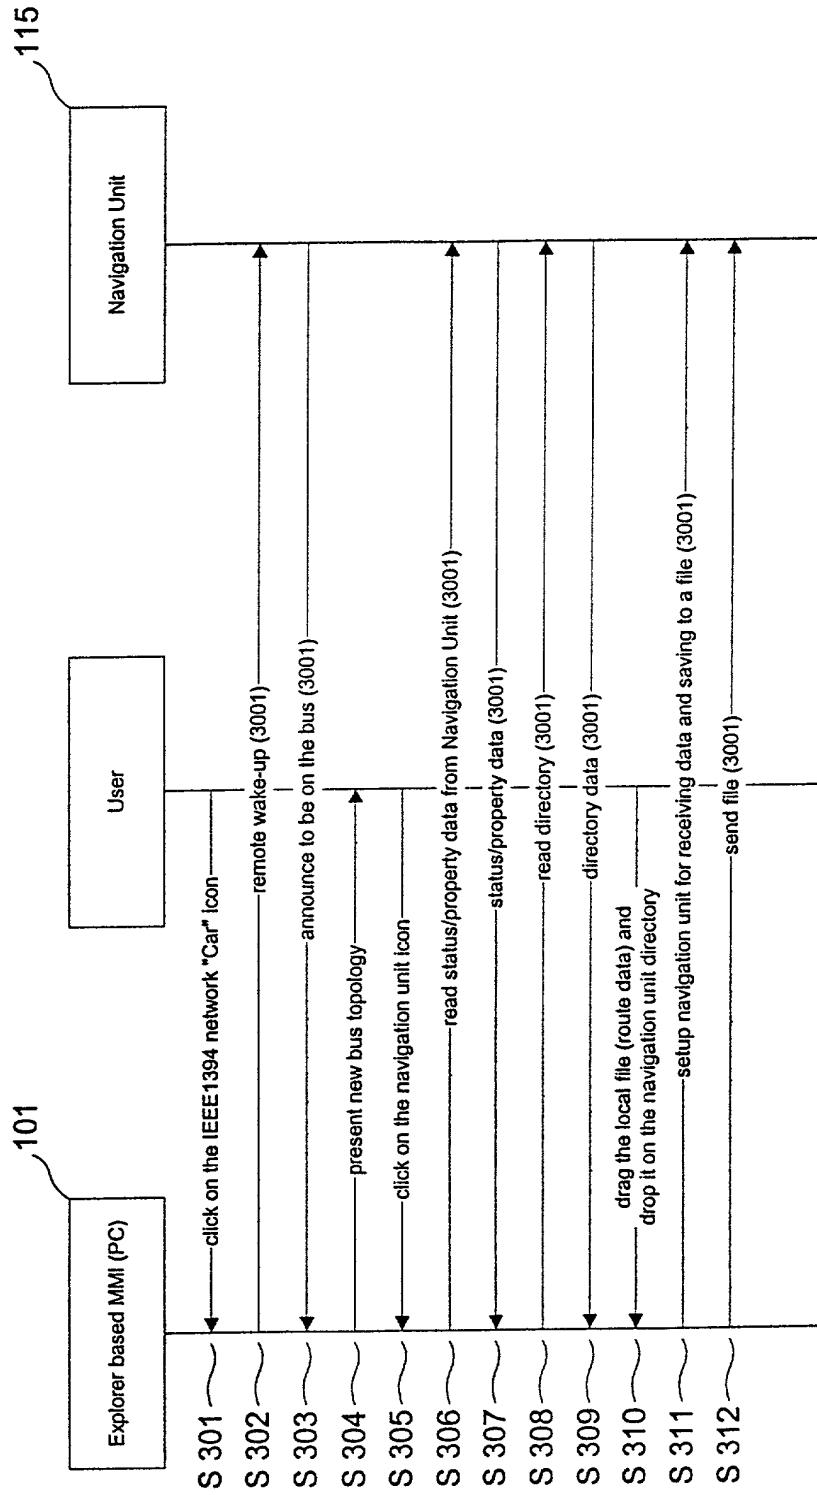 101
115
Explorer based MMI (PC)
User
Navigation Unit
S 301
click on the IEEE1394 network "Car" icon
S 302
remote wake-up (3001)
S 303
announce to be on the bus (3001)
S 304
present new bus topology
S 305
click on the navigation unit icon
S 306
read status/property data from Navigation Unit (3001)
S 307
status/property data (3001)
S 308
read directory (3001)
S 309
directory data (3001)
S 310
drag the local file (route data) and
drop it on the navigation unit directory
S 311
setup navigation unit for receiving data and saving to a file (3001)
S 312
send file (3001)